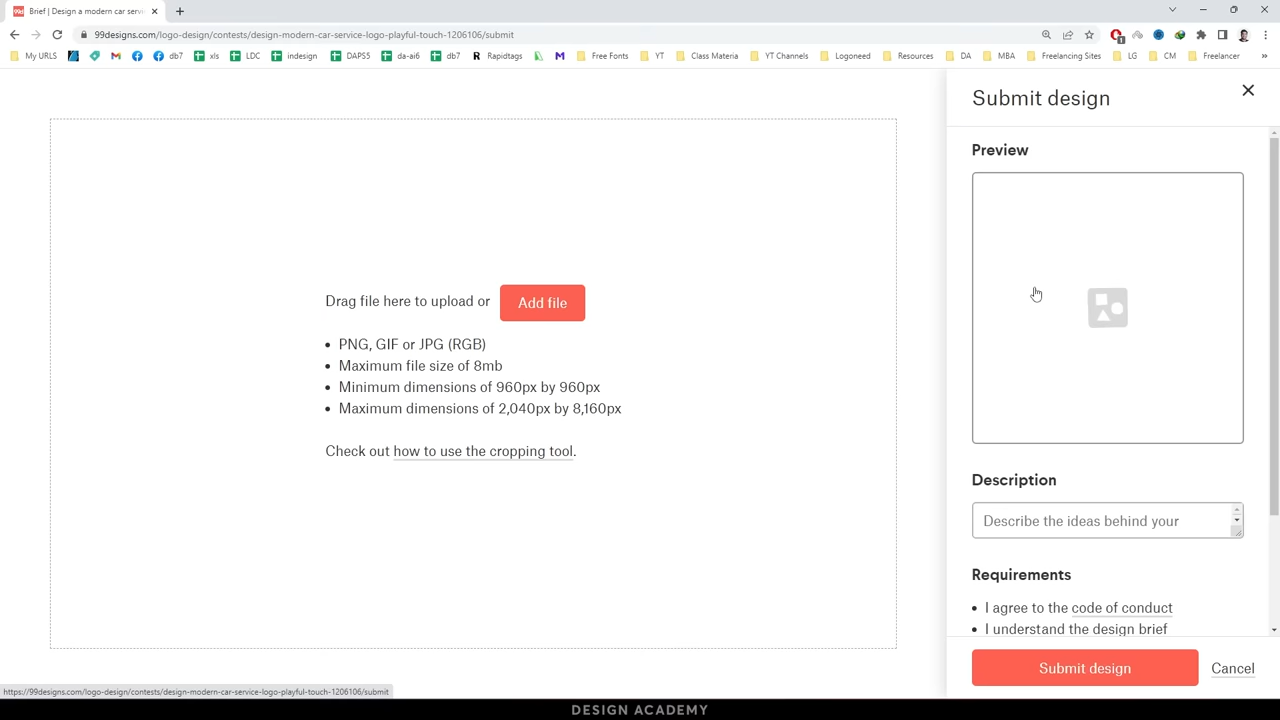 99d Brief | Design a modern car servi
99designs.com/logo-design/contests/design-modern-car-service-logo-playful-touch-1206106/submit
My URLS db7 xls LDC indesign DAPS5 da-ai6 db7 R Rapidtags M Free Fonts YT Class Materia YT Channels Logoneed Resources DA MBA Freelancing Sites LG CM Freelancer »
Submit design
Preview
Drag file here to upload or Add file
• PNG, GIF or JPG (RGB)
• Maximum file size of 8mb
• Minimum dimensions of 960px by 960px
• Maximum dimensions of 2,040px by 8,160px
Check out how to use the cropping tool.
Description
Describe the ideas behind your
Requirements
• I agree to the code of conduct
• I understand the design brief
Submit design Cancel
https://99designs.com/logo-design/contests/design-modern-car-service-logo-playful-touch-1206106/submit
DESIGN ACADEMY